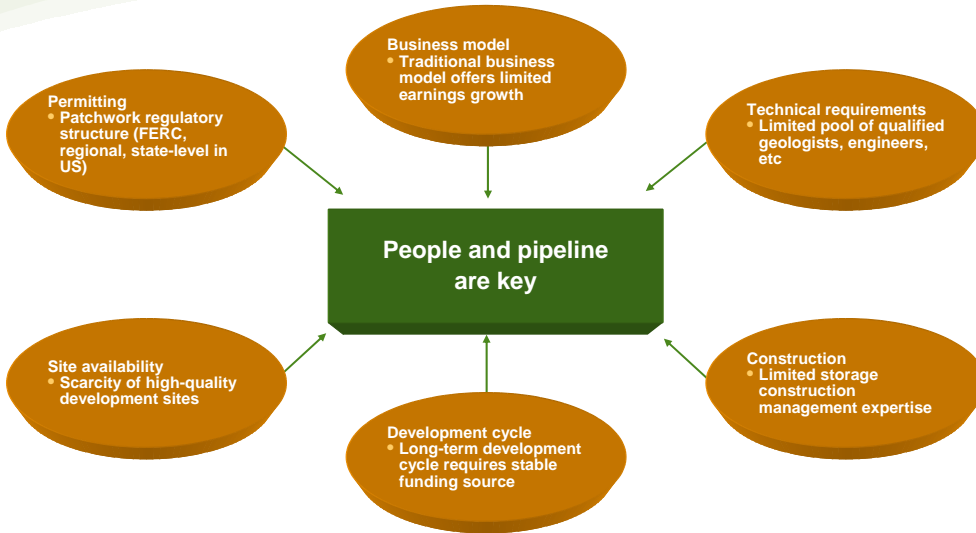 Business model
• Traditional business
model offers limited
earnings growth
Permitting
• Patchwork regulatory
structure (FERC,
regional, state-level in
US)
Technical requirements
• Limited pool of qualified
geologists, engineers,
etc
People and pipeline
are key
Site availability
• Scarcity of high-quality
development sites
Construction
• Limited storage
construction
management expertise
Development cycle
• Long-term development
cycle requires stable
funding source